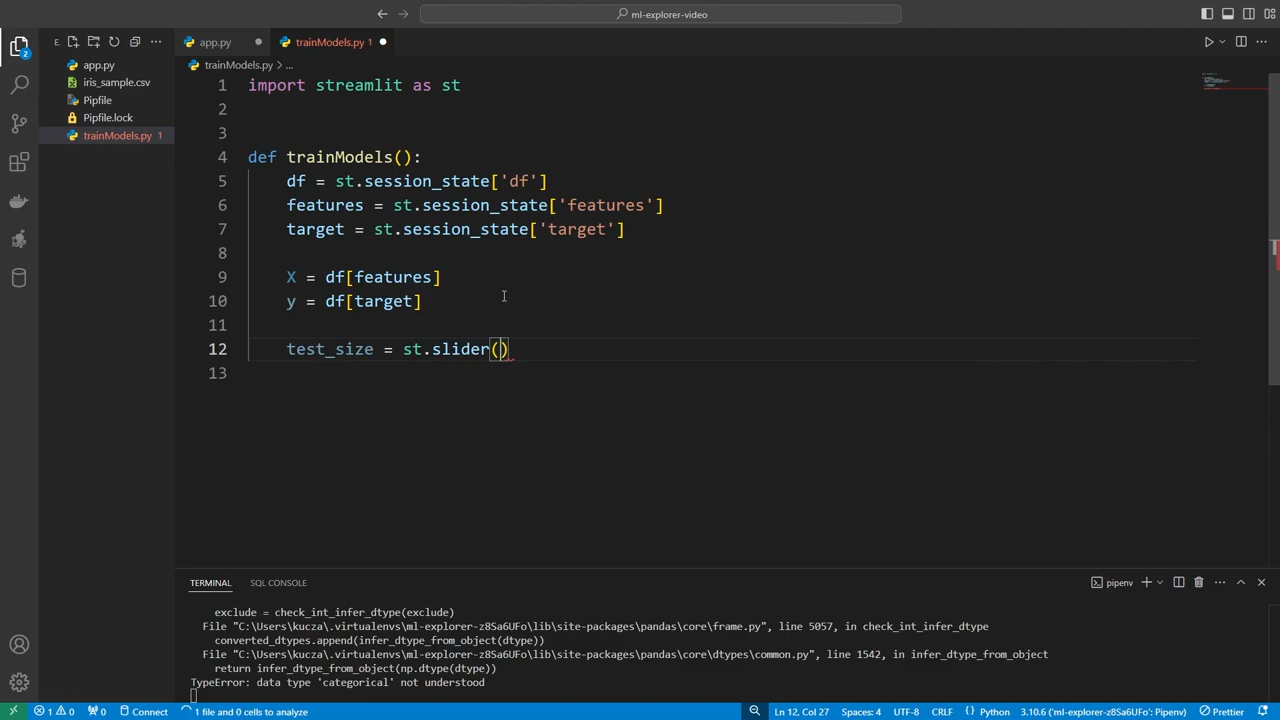 ml-explorer-video
E.
app.py
trainModels.py 1
app.py
iris_sample.csv
Pipfile
Pipfile.lock
trainModels.py 1
trainModels.py > ...
1 import streamlit as st
2
3
4 def trainModels():
5 df = st.session_state['df']
6 features = st.session_state['features']
7 target = st.session_state['target']
8
9 X = df[features]
10 y = df[target]
11
12 test_size = st.slider()
13
TERMINAL
SQL CONSOLE
pipenv
exclude = check_int_infer_dtype(exclude)
File "C:\Users\kucza\.virtualenvs\ml-explorer-z8Sa6UFo\lib\site-packages\pandas\core\frame.py", line 5057, in check_int_infer_dtype
converted_dtypes.append(infer_dtype_from_object(dtype))
File "C:\Users\kucza\.virtualenvs\ml-explorer-z8Sa6UFo\lib\site-packages\pandas\core\dtypes\common.py", line 1542, in infer_dtype_from_object
return infer_dtype_from_object(np.dtype(dtype))
TypeError: data type 'categorical' not understood
2
1 0 0 Connect 1 file and 0 cells to analyze Ln 12, Col 27 Spaces: 4 UTF-8 CRLF Python 3.10.6 ('ml-explorer-z8Sa6UFo': Pipenv) Prettier